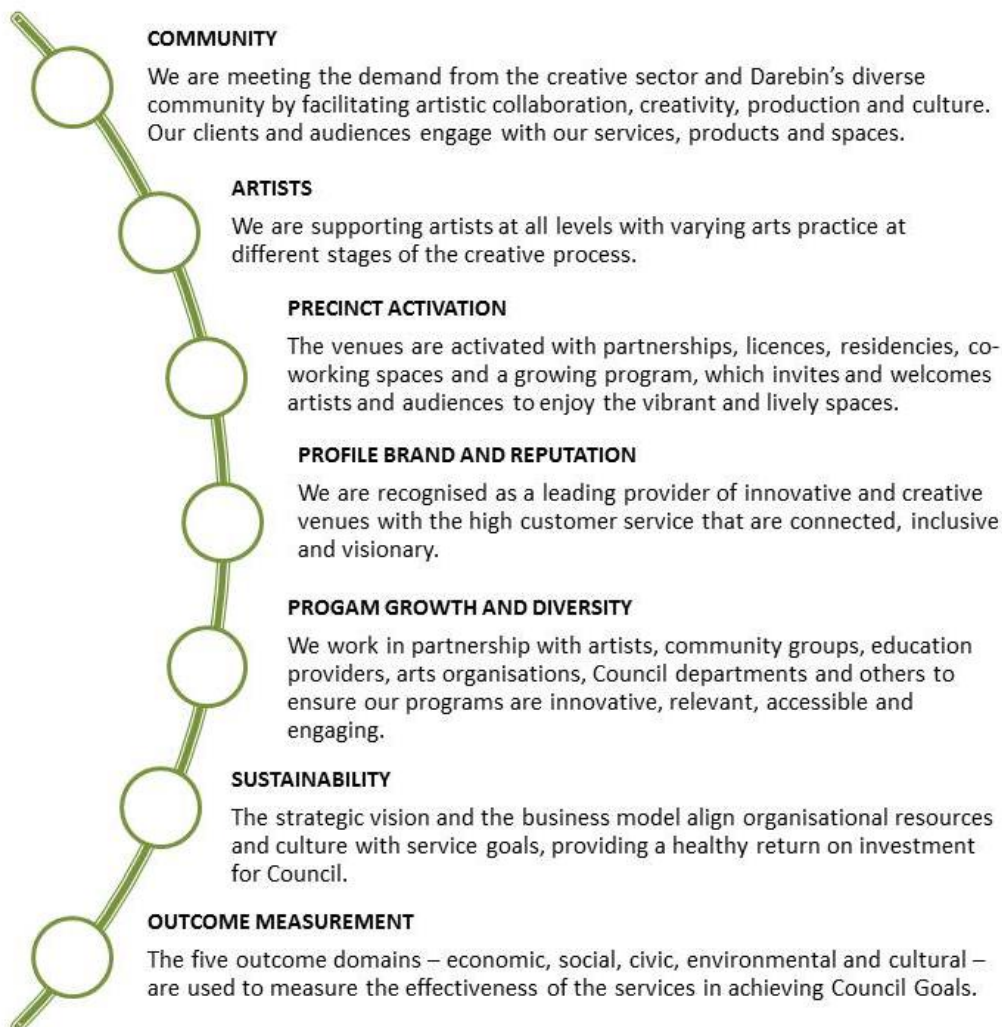 COMMUNITY
We are meeting the demand from the creative sector and Darebin’s diverse
community by facilitating artistic collaboration, creativity, production and culture.
Our clients and audiences engage with our services, products and spaces.
ARTISTS
We are supporting artists at all levels with varying arts practice at
different stages of the creative process.
PRECINCT ACTIVATION
The venues are activated with partnerships, licences, residencies, co-
working spaces and a growing program, which invites and welcomes
artists and audiences to enjoy the vibrant and lively spaces.
PROFILE BRAND AND REPUTATION
We are recognised as a leading provider of innovative and creative
venues with the high customer service that are connected, inclusive
and visionary.
PROGAM GROWTH AND DIVERSITY
We work in partnership with artists, community groups, education
providers, arts organisations, Council departments and others to
ensure our programs are innovative, relevant, accessible and
engaging.
SUSTAINABILITY
The strategic vision and the business model align organisational resources
and culture with service goals, providing a healthy return on investment
for Council.
OUTCOME MEASUREMENT
The five outcome domains – economic, social, civic, environmental and cultural –
are used to measure the effectiveness of the services in achieving Council Goals.